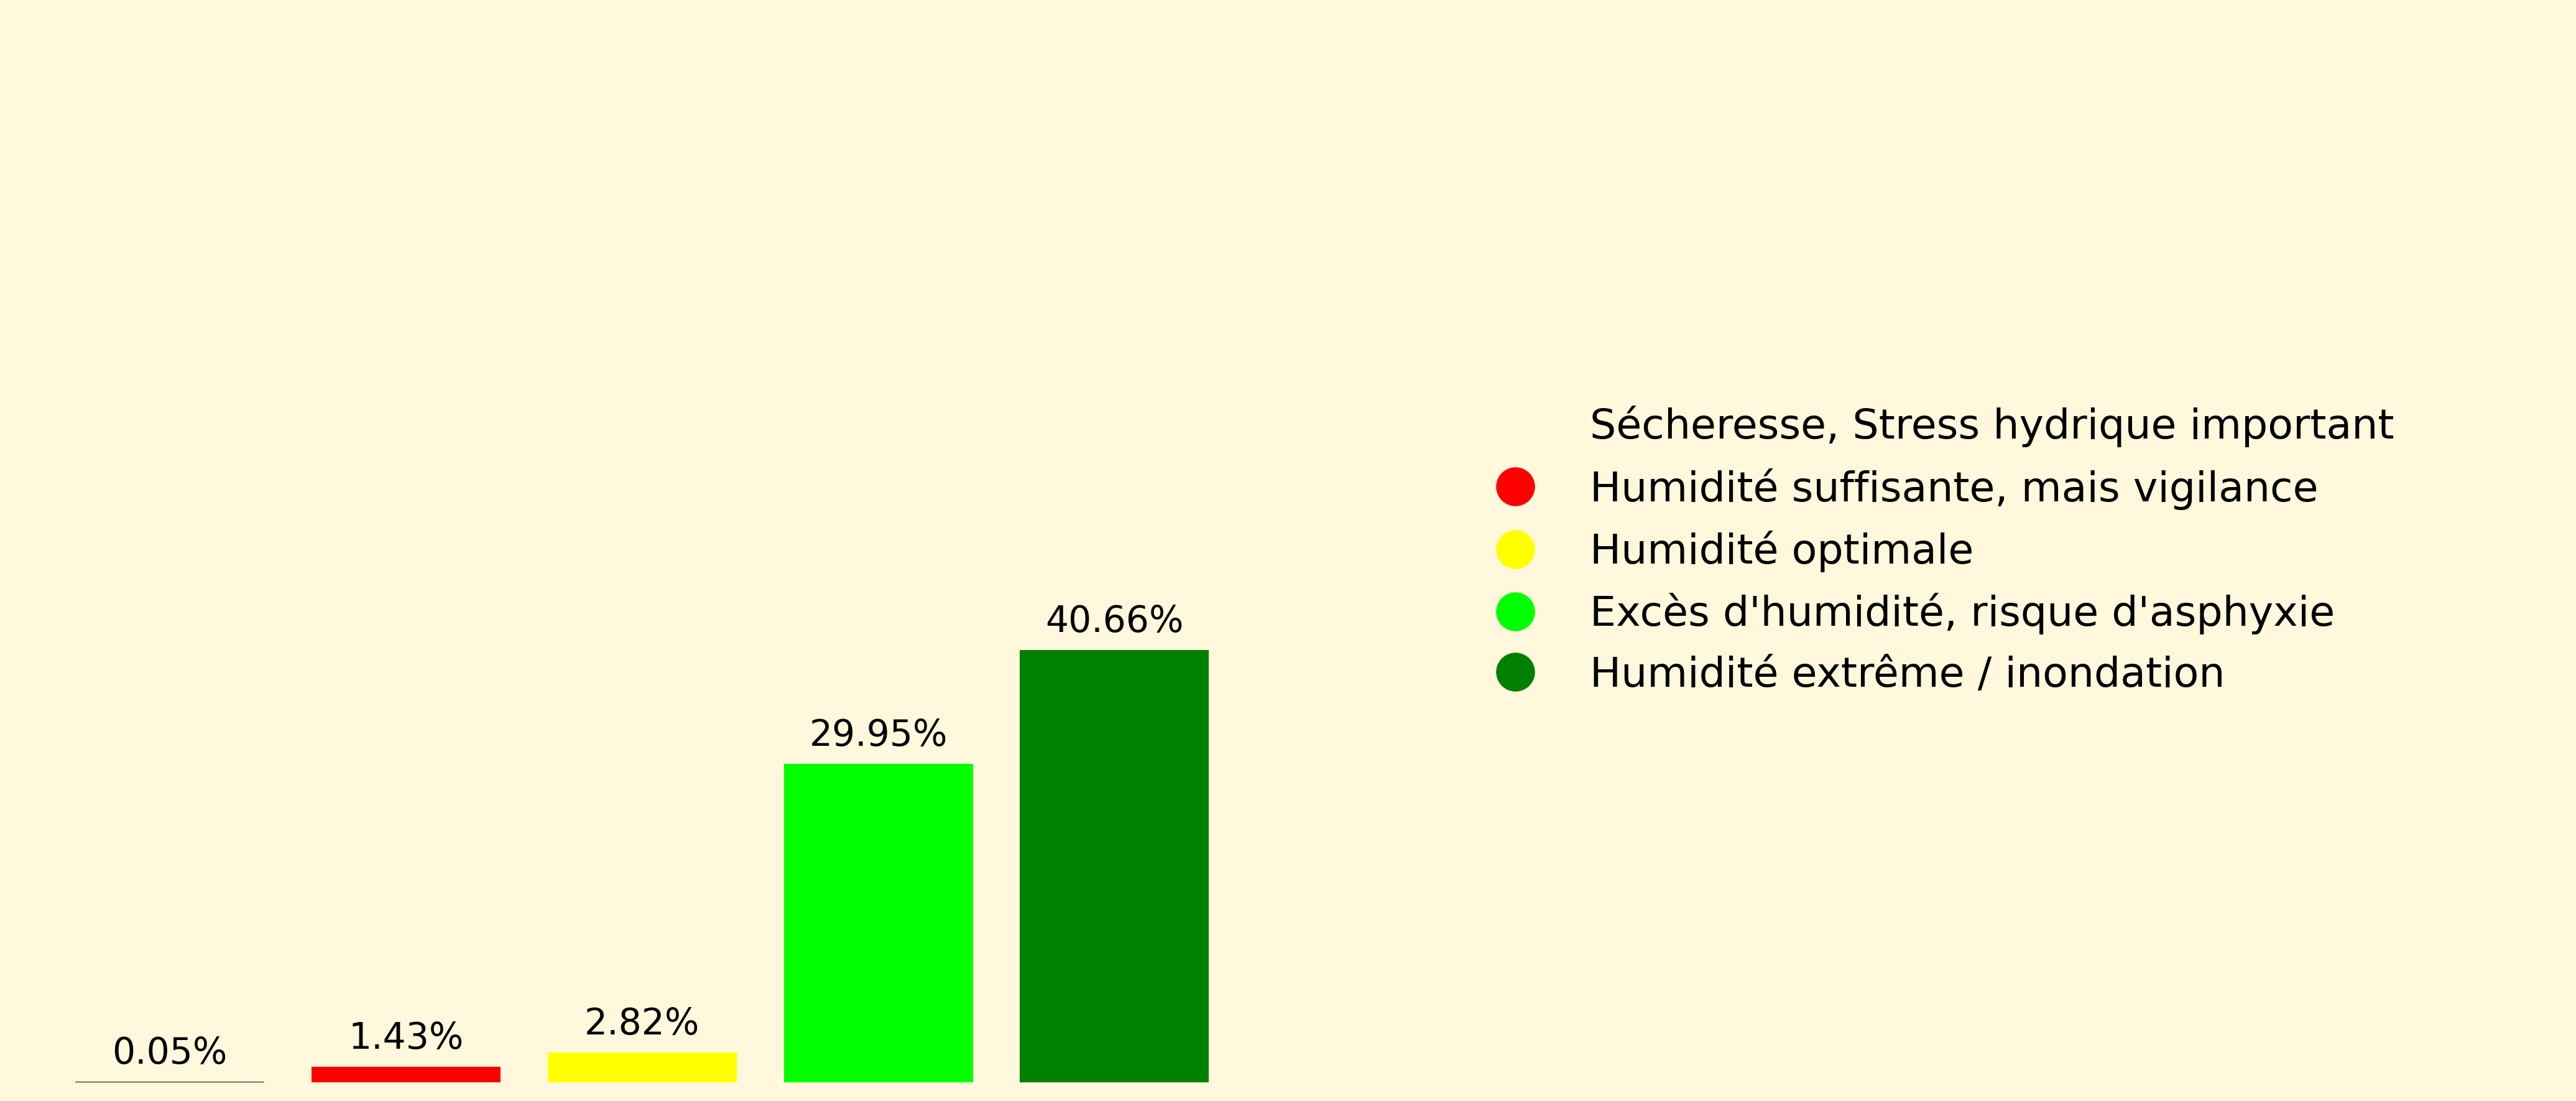 Sécheresse, Stress hydrique important
Humidité suffisante, mais vigilance
Humidité optimale
Excès d'humidité, risque d'asphyxie
Humidité extrême / inondation
40.66%
29.95%
2.82%
1.43%
0.05%